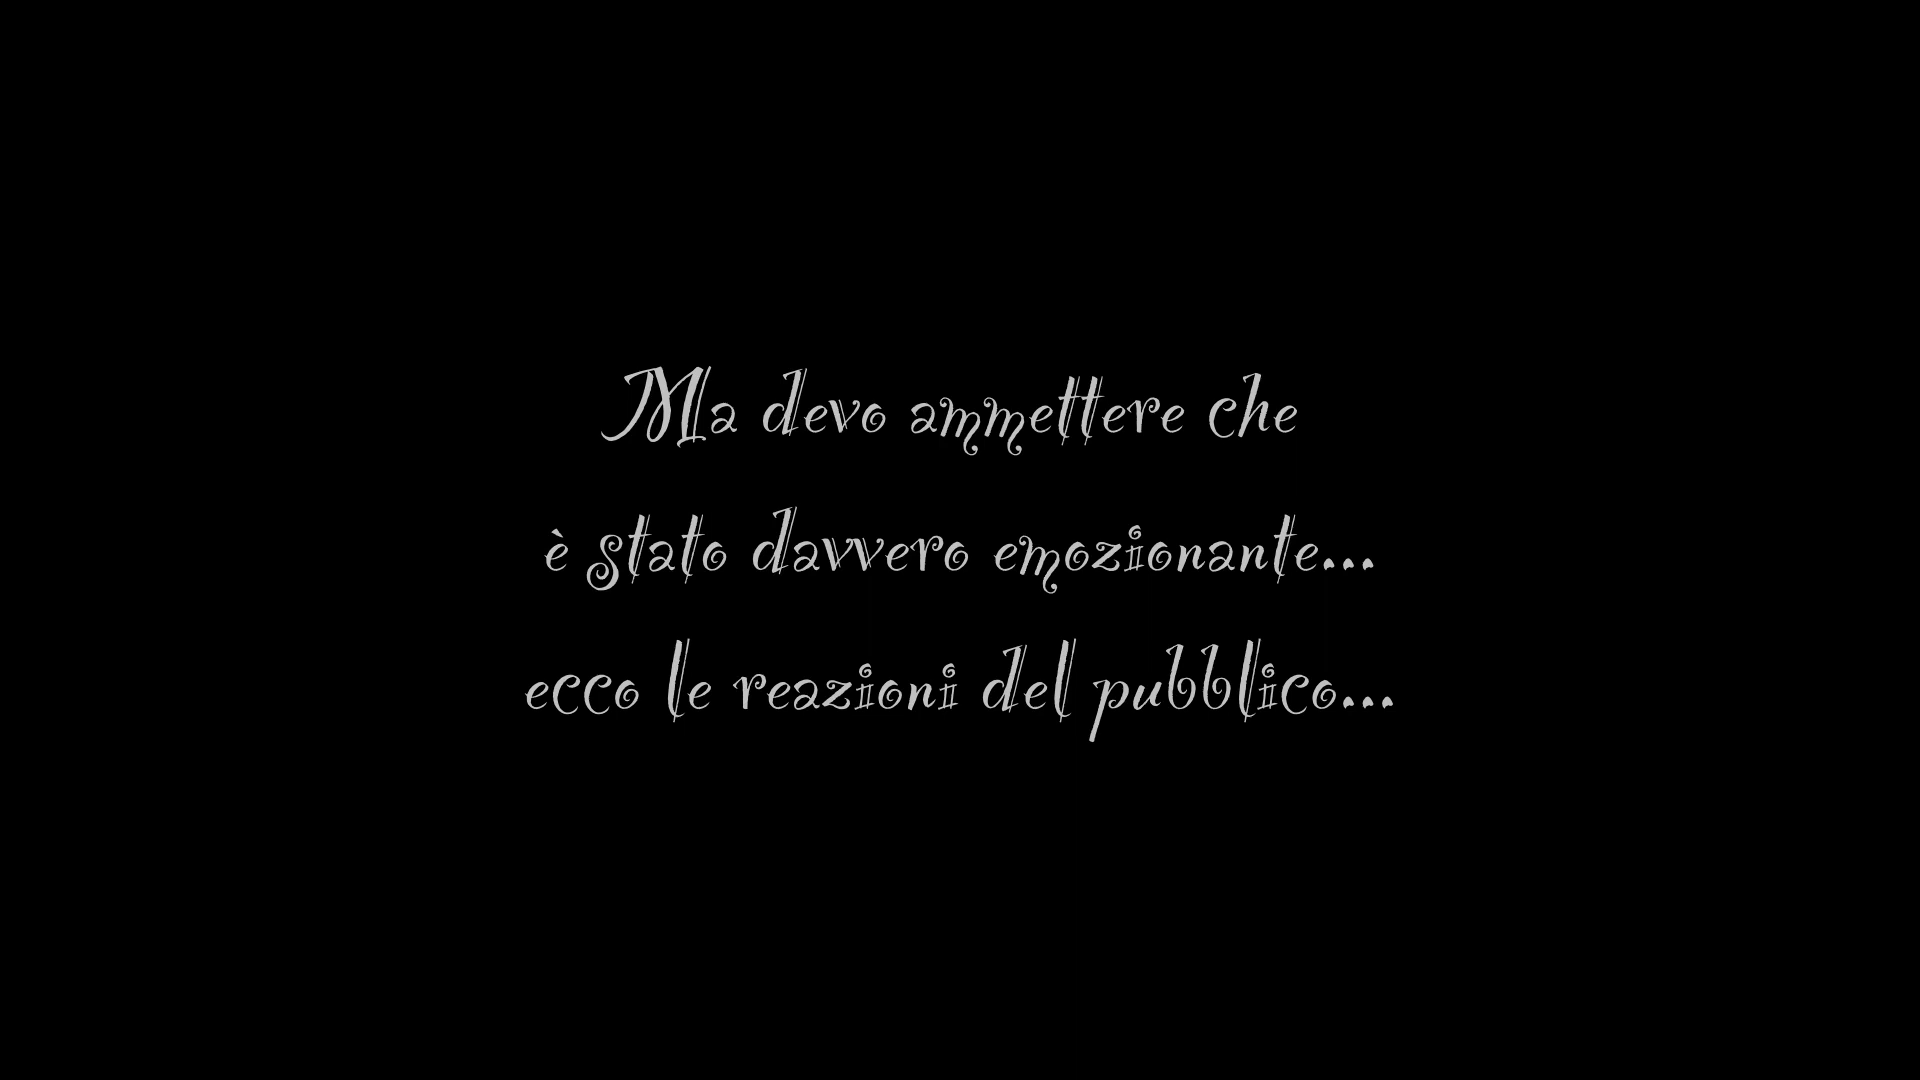 Ma devo ammettere che
è stato davvero emozionante...
ecco le reazioni del pubblico...